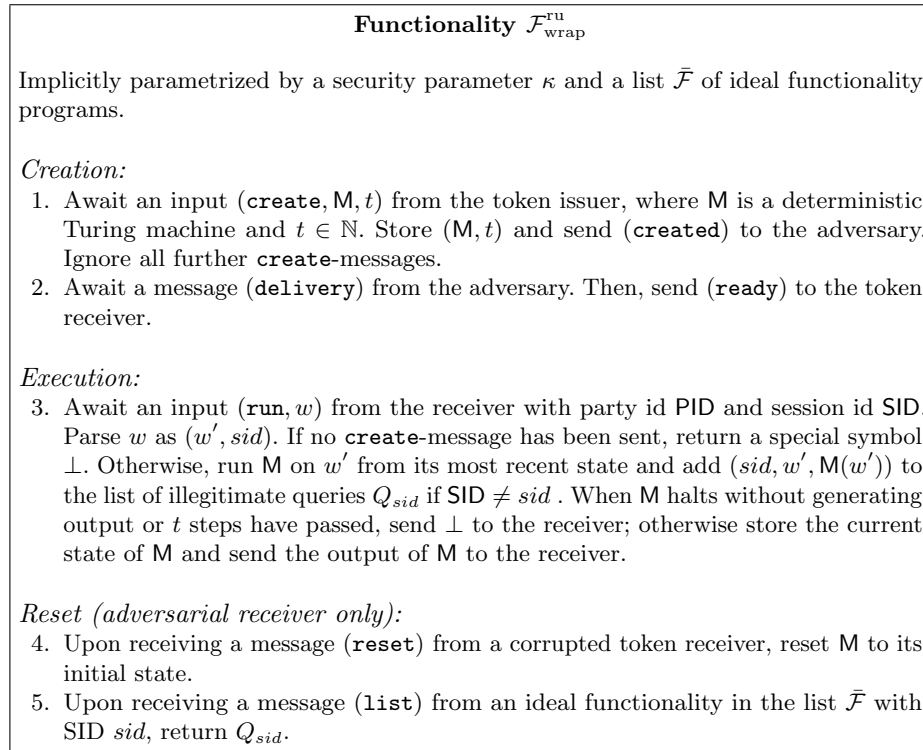 Functionality $\mathcal{F}_{\text{wrap}}^{\text{ru}}$
Implicitly parametrized by a security parameter κ and a list $\bar{\mathcal{F}}$ of ideal functionality
programs.
Creation:
1. Await an input (create, M, t) from the token issuer, where M is a deterministic
Turing machine and t ∈ ℕ. Store (M, t) and send (created) to the adversary.
Ignore all further create-messages.
2. Await a message (delivery) from the adversary. Then, send (ready) to the token
receiver.
Execution:
3. Await an input (run, w) from the receiver with party id PID and session id SID.
Parse w as (w′, sid). If no create-message has been sent, return a special symbol
⊥. Otherwise, run M on w′ from its most recent state and add (sid, w′, M(w′)) to
the list of illegitimate queries $Q_{sid}$ if SID ≠ sid . When M halts without generating
output or t steps have passed, send ⊥ to the receiver; otherwise store the current
state of M and send the output of M to the receiver.
Reset (adversarial receiver only):
4. Upon receiving a message (reset) from a corrupted token receiver, reset M to its
initial state.
5. Upon receiving a message (list) from an ideal functionality in the list $\bar{\mathcal{F}}$ with
SID sid, return $Q_{sid}$.